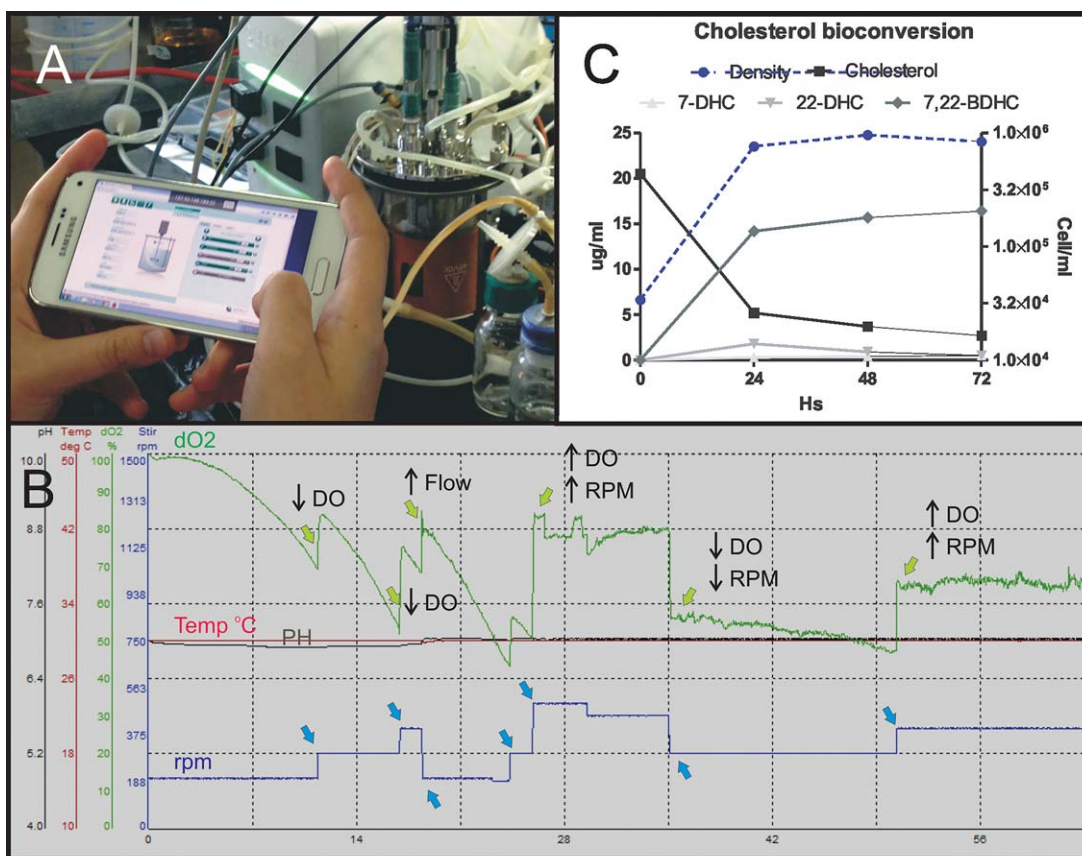 A
SAMSUNG
C
Cholesterol bioconversion
Density Cholesterol
7-DHC 22-DHC 7,22-BDHC
25
20
15
10
5
0
ug/ml
1.0×10⁶
3.2×10⁵
1.0×10⁵
3.2×10⁴
1.0×10⁴
Cell/ml
0 24 48 72
Hs
B
pH Temp dO2 Stir
deg C % rpm
10.0 50 100 1500
90
1313
8.8 42 80
1125
70
938
7.6 34 60
50 750
6.4 26 40
563
30
375
5.2 18 20
188
10
4.0 10 0 0
dO2
↓ DO
↑ Flow
↑ DO
↑ RPM
↓ DO
↓ DO
↓ RPM
↑ DO
↑ RPM
Temp °C
PH
rpm
0 14 28 42 56